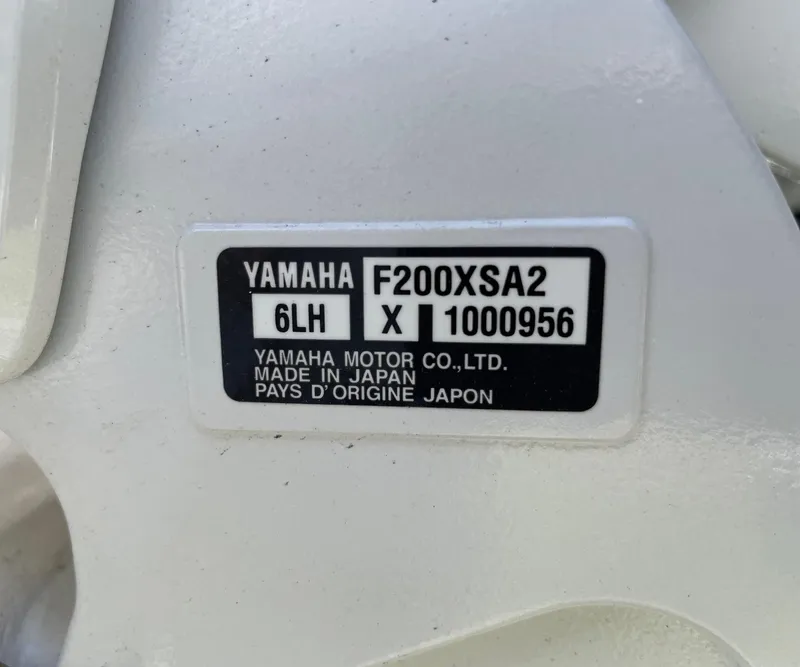 YAMAHA F200XSA2
6LH X 1000956
YAMAHA MOTOR CO.,LTD.
MADE IN JAPAN
PAYS D'ORIGINE JAPON